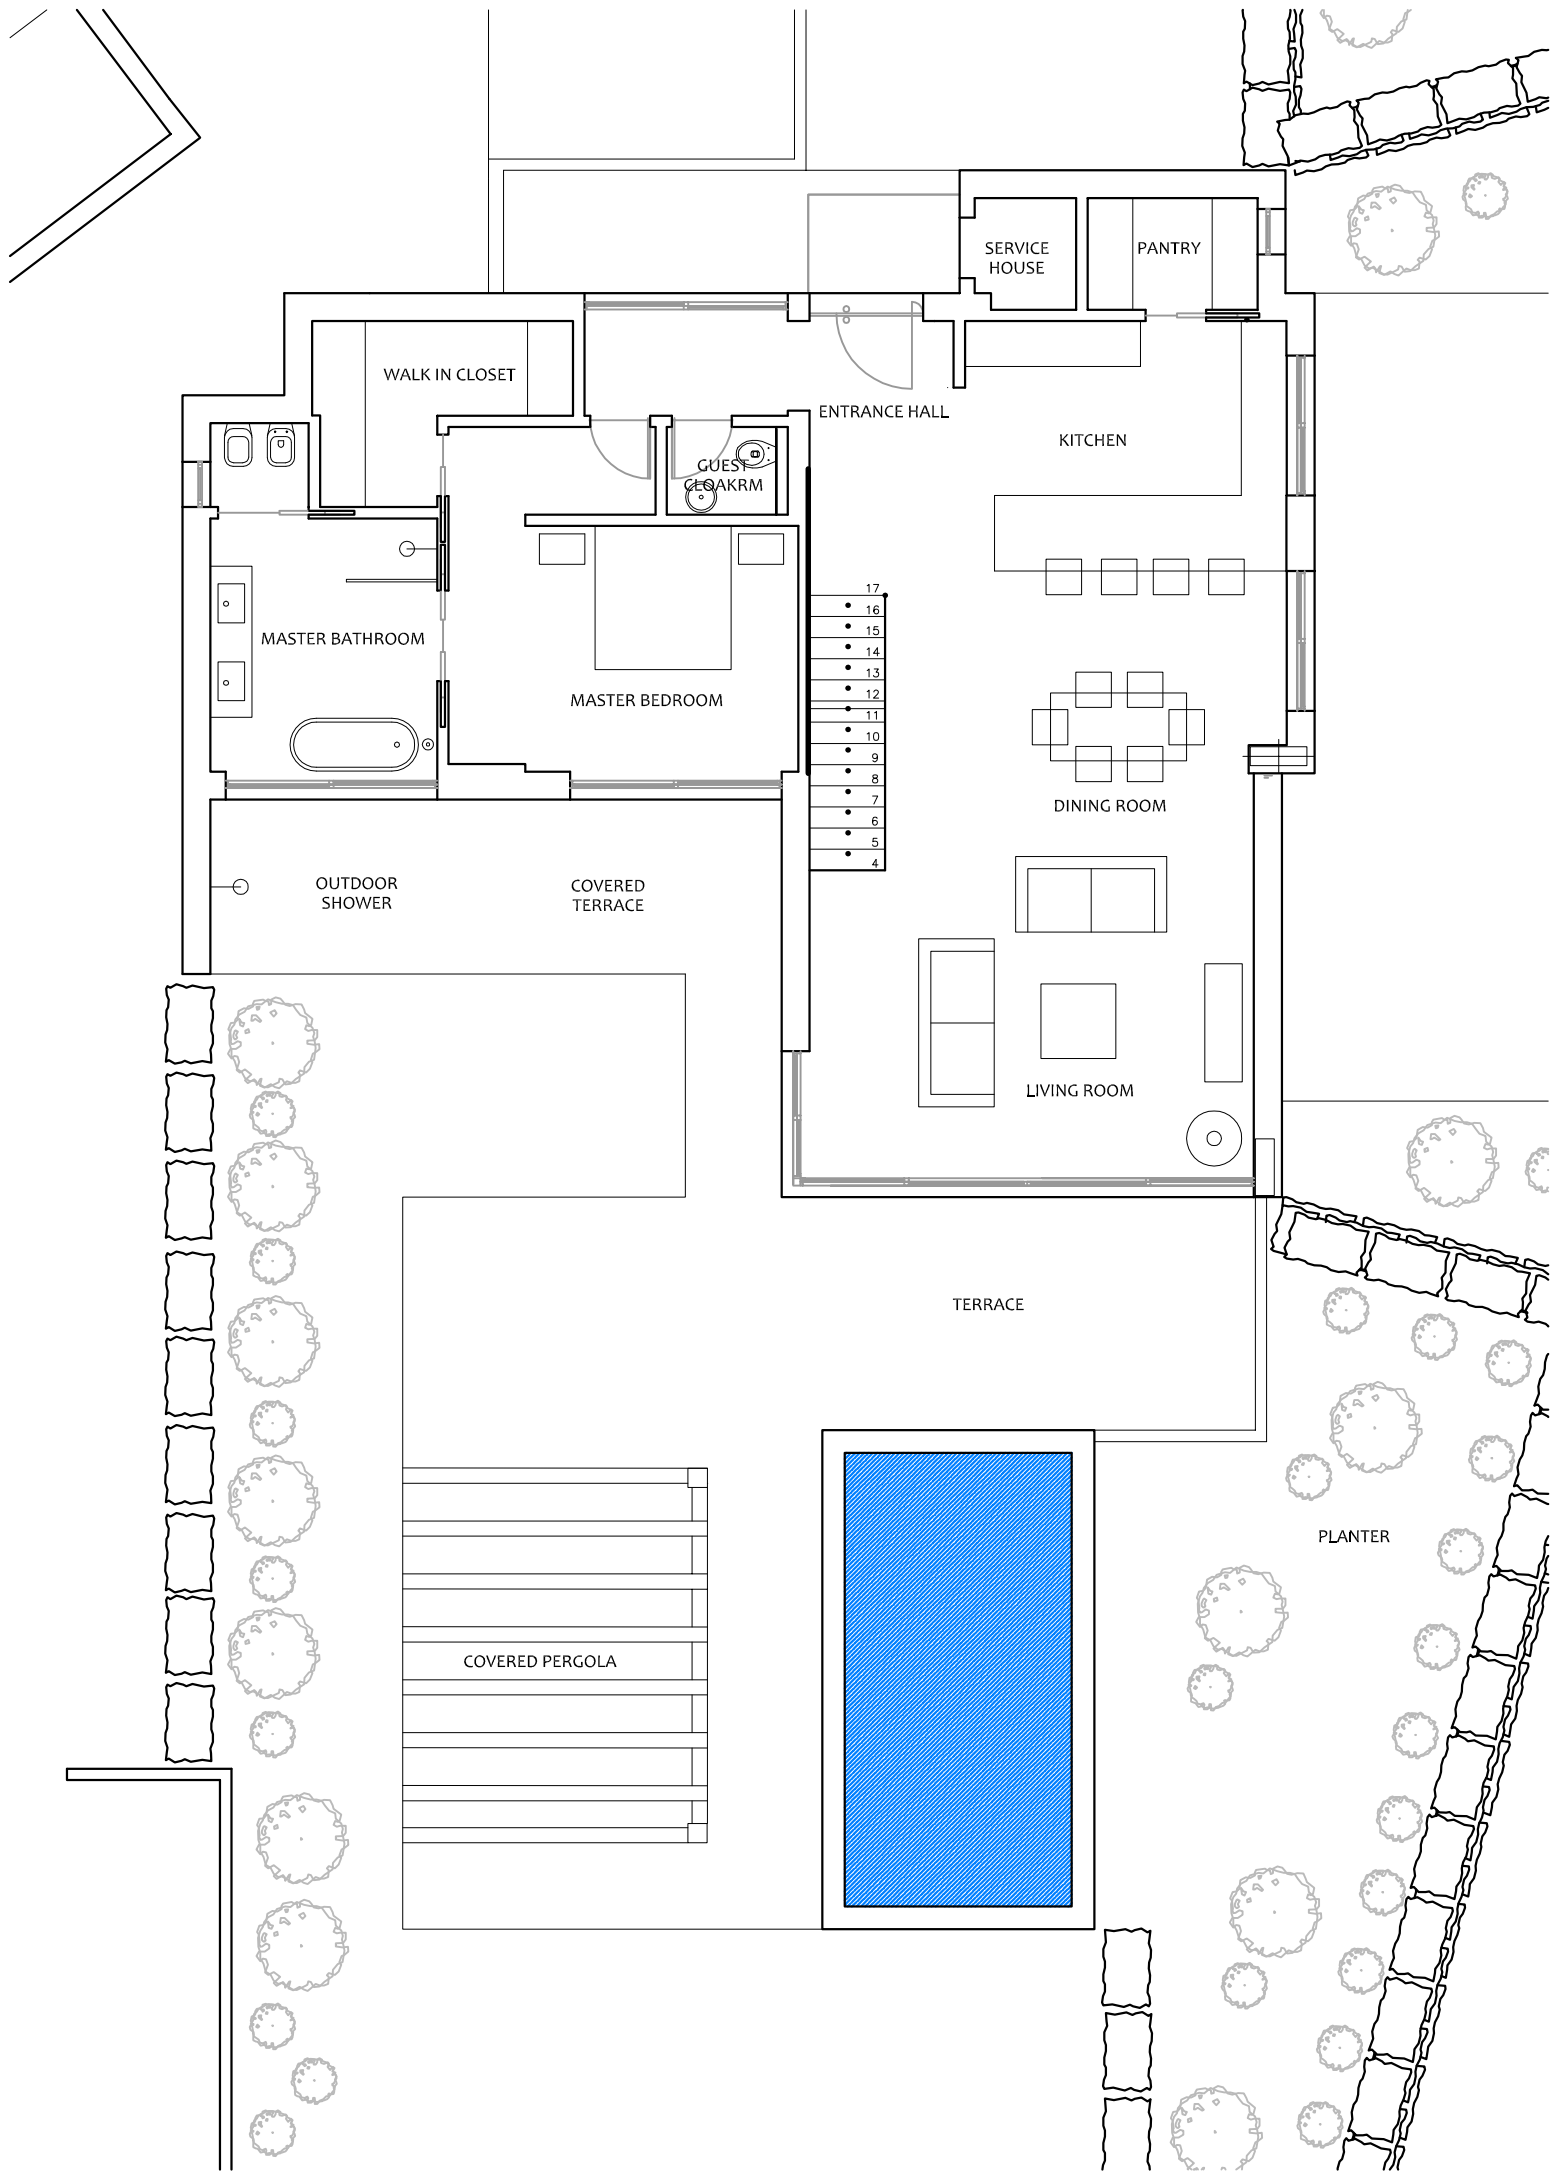 SERVICE
HOUSE
PANTRY
WALK IN CLOSET
ENTRANCE HALL
KITCHEN
GUEST
CLOAKRM
17
16
15
14
13
12
11
10
9
8
7
6
5
4
MASTER BATHROOM
MASTER BEDROOM
DINING ROOM
OUTDOOR
SHOWER
COVERED
TERRACE
LIVING ROOM
TERRACE
PLANTER
COVERED PERGOLA